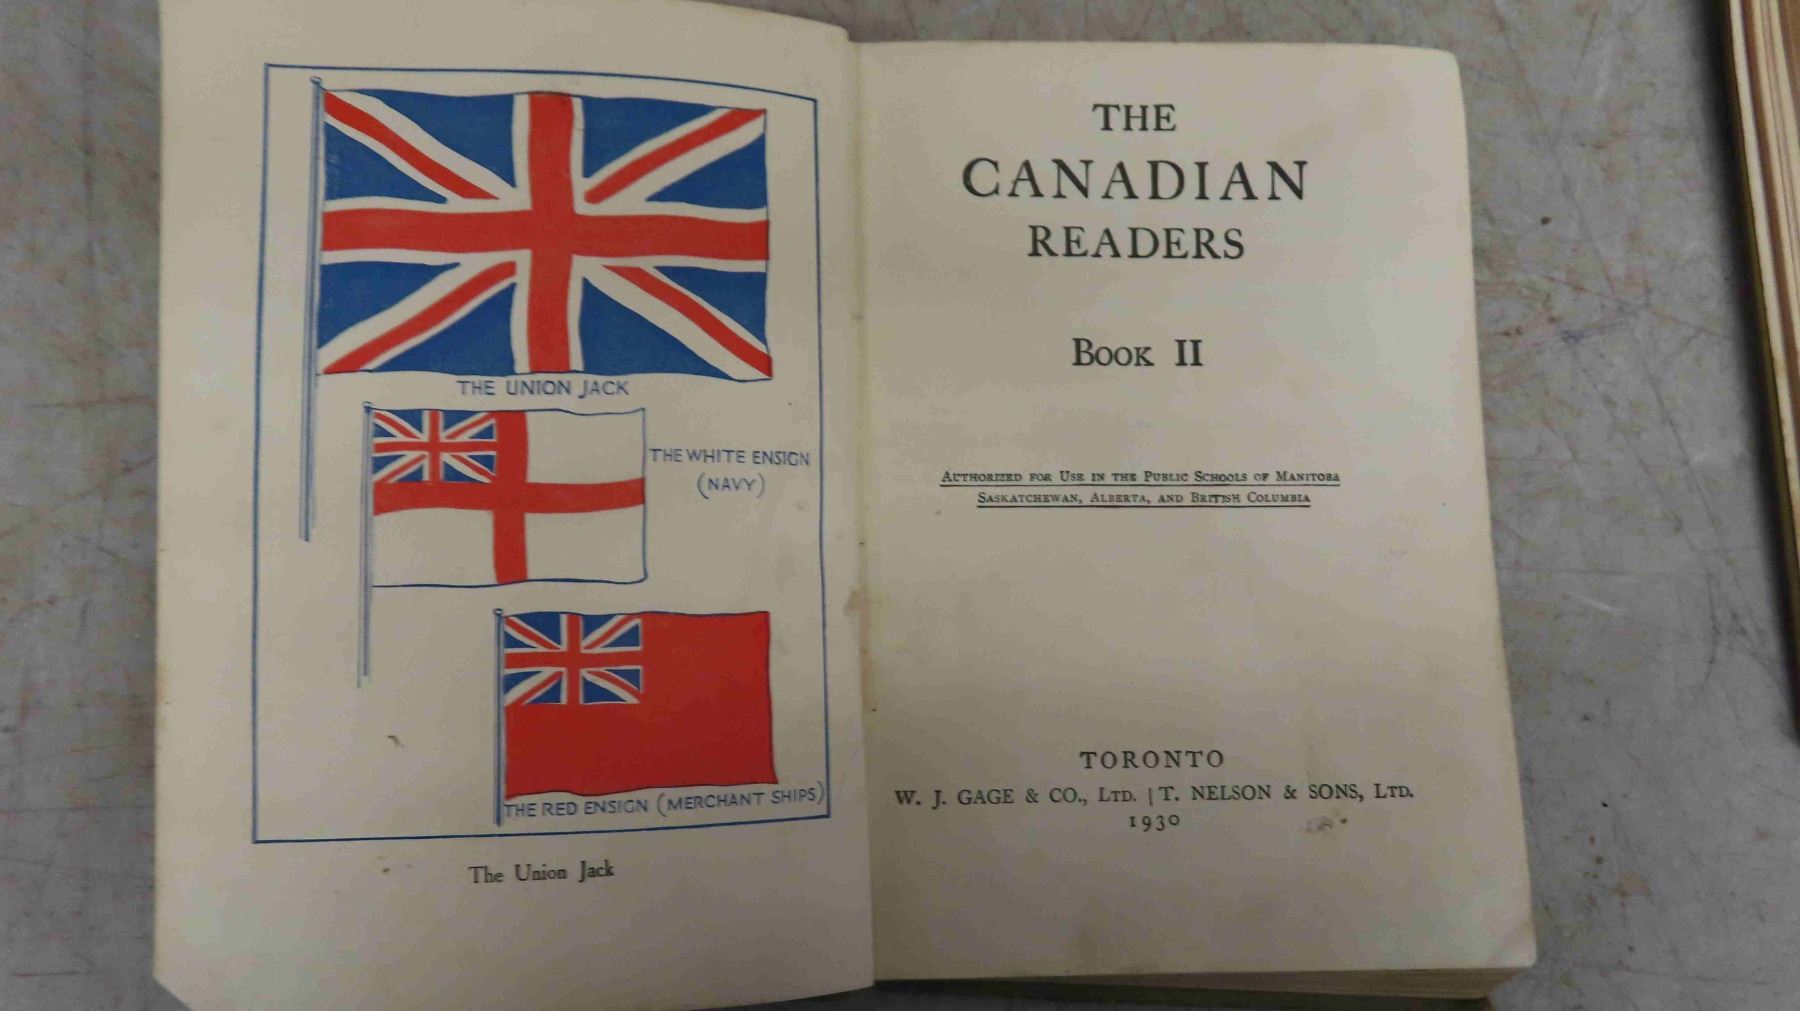 THE UNION JACK
THE WHITE ENSIGN
(NAVY)
THE RED ENSIGN (MERCHANT SHIPS)
The Union Jack
THE
CANADIAN
READERS
Book II
Authorized for Use in the Public Schools of Manitoba
Saskatchewan, Alberta, and British Columbia
TORONTO
W. J. GAGE & CO., Ltd. | T. NELSON & SONS, Ltd.
1930